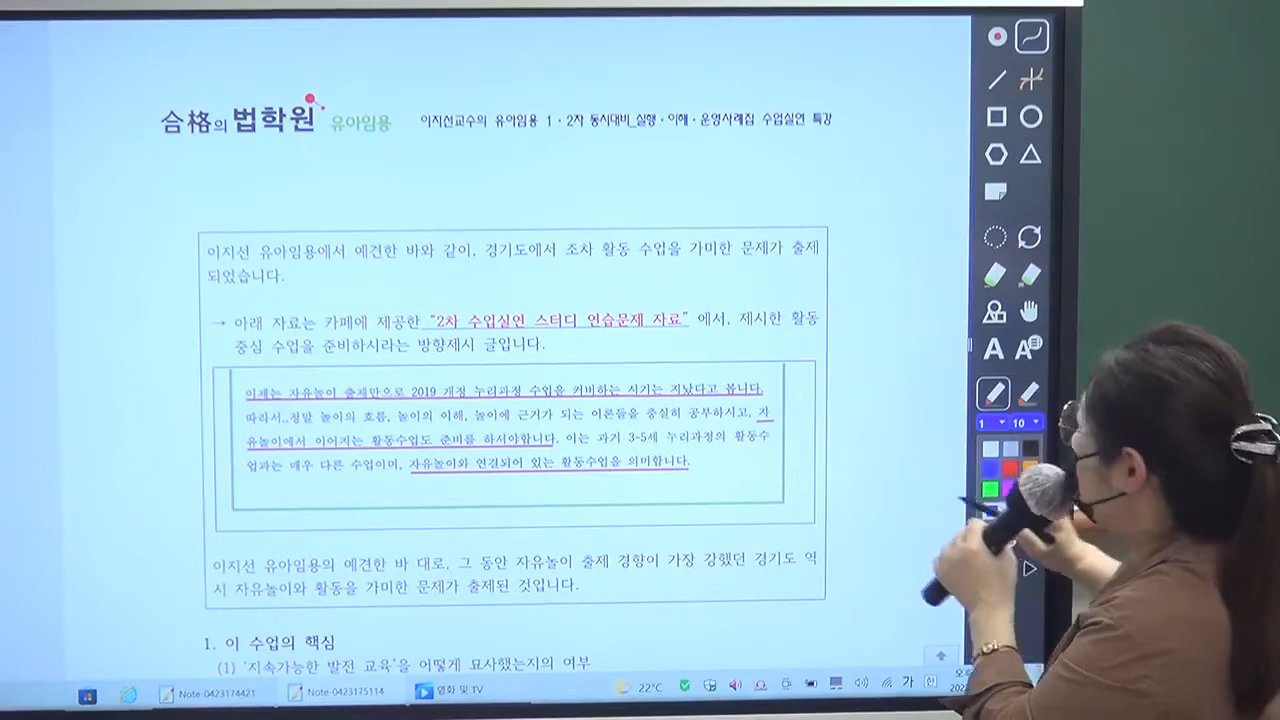 合格의 법학원 유아임용
이지선교수의 유아임용 1·2차 동시대비_실행·이해·운영사례집 수업실연 특강
이지선 유아임용에서 예견한 바와 같이, 경기도에서 조차 활동 수업을 가미한 문제가 출제
되었습니다.
→ 아래 자료는 카페에 제공한 "2차 수업실연 스터디 연습문제 자료" 에서, 제시한 활동
중심 수업을 준비하시라는 방향제시 글입니다.
이제는 자유놀이 출제만으로 2019 개정 누리과정 수업을 커버하는 시기는 지났다고 봅니다.
따라서..정말 놀이의 흐름, 놀이의 이해, 놀이에 근거가 되는 이론들을 충실히 공부하시고, 자
유놀이에서 이어지는 활동수업도 준비를 하셔야합니다. 이는 과거 3-5세 누리과정의 활동수
업과는 매우 다른 수업이며, 자유놀이와 연결되어 있는 활동수업을 의미합니다.
이지선 유아임용의 예견한 바 대로, 그 동안 자유놀이 출제 경향이 가장 강했던 경기도 역
시 자유놀이와 활동을 가미한 문제가 출제된 것입니다.
1. 이 수업의 핵심
(1) '지속가능한 발전 교육'을 어떻게 묘사했는지의 여부
A A
1 10
Note-0423174421
Note-0423175114
영화 및 TV
22°C
가
한